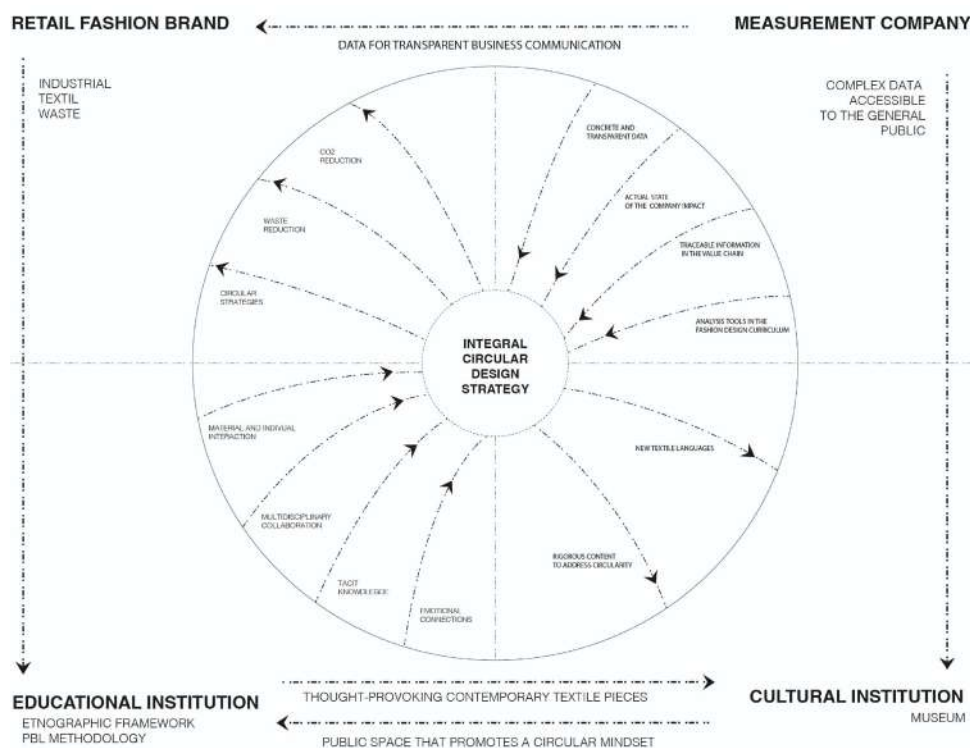 RETAIL FASHION BRAND
MEASUREMENT COMPANY
DATA FOR TRANSPARENT BUSINESS COMMUNICATION
INDUSTRIAL
TEXTIL
WASTE
COMPLEX DATA
ACCESSIBLE
TO THE GENERAL
PUBLIC
CO2
REDUCTION
WASTE
REDUCTION
CIRCULAR
STRATEGIES
CONCRETE AND
TRANSPARENT DATA
ACTUAL STATE
OF THE COMPANY IMPACT
TRACEABLE INFORMATION
IN THE VALUE CHAIN
ANALYSIS TOOLS IN THE
FASHION DESIGN CURRICULUM
INTEGRAL
CIRCULAR
DESIGN
STRATEGY
MATERIAL AND INDIVIUAL
INTERACTION
MULTIDISCIPLINARY
COLLABORATION
TACIT
KNOWLEDGE
EMOTIONAL
CONNECTIONS
NEW TEXTILE LANGUAGES
RIGOROUS CONTENT
TO ADDRESS CIRCULARITY
EDUCATIONAL INSTITUTION
ETNOGRAPHIC FRAMEWORK
PBL METHODOLOGY
THOUGHT-PROVOKING CONTEMPORARY TEXTILE PIECES
PUBLIC SPACE THAT PROMOTES A CIRCULAR MINDSET
CULTURAL INSTITUTION
MUSEUM